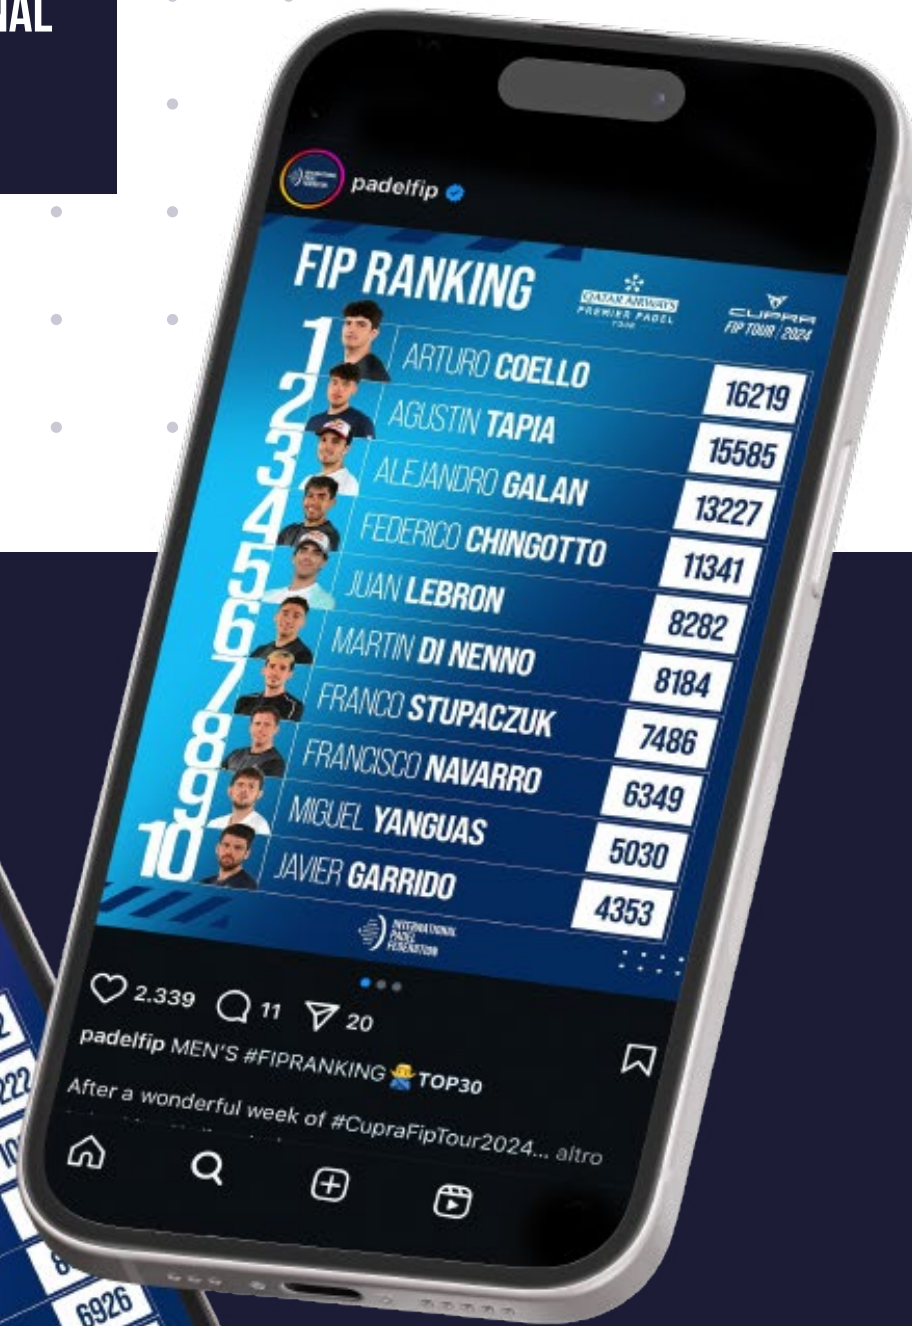 NAL
padelfip
FIP RANKING
QATAR AIRWAYS
PREMIER PADEL
TOUR
CUPRA
FIP TOUR | 2024
1 ARTURO COELLO 16219
2 AGUSTIN TAPIA 15585
3 ALEJANDRO GALAN 13227
4 FEDERICO CHINGOTTO 11341
5 JUAN LEBRON 8282
6 MARTIN DI NENNO 8184
7 FRANCO STUPACZUK 7486
8 FRANCISCO NAVARRO 6349
9 MIGUEL YANGUAS 5030
10 JAVIER GARRIDO 4353
INTERNATIONAL
PADEL
FEDERATION
2.339 11 20
padelfip MEN'S #FIPRANKING TOP30
After a wonderful week of #CupraFipTour2024... altro
6926